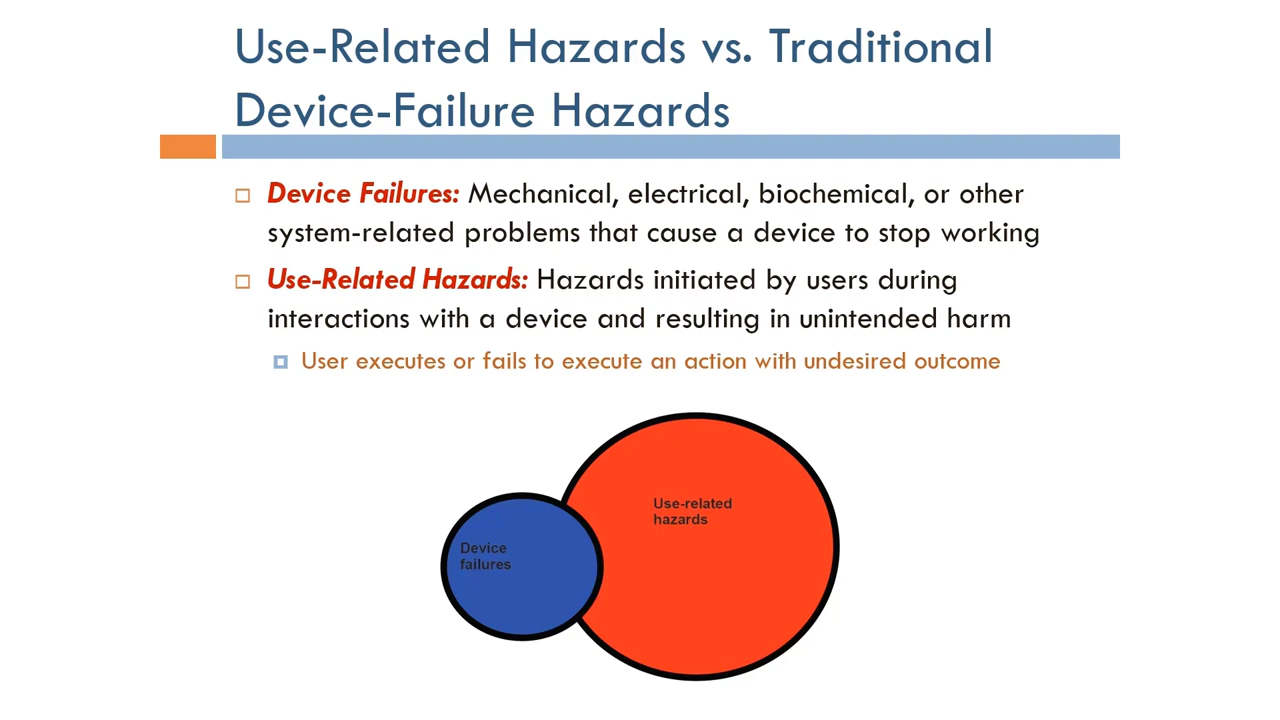 Use-Related Hazards vs. Traditional
Device-Failure Hazards
Device Failures: Mechanical, electrical, biochemical, or other
system-related problems that cause a device to stop working
Use-Related Hazards: Hazards initiated by users during
interactions with a device and resulting in unintended harm
User executes or fails to execute an action with undesired outcome
Use-related
hazards
Device
failures